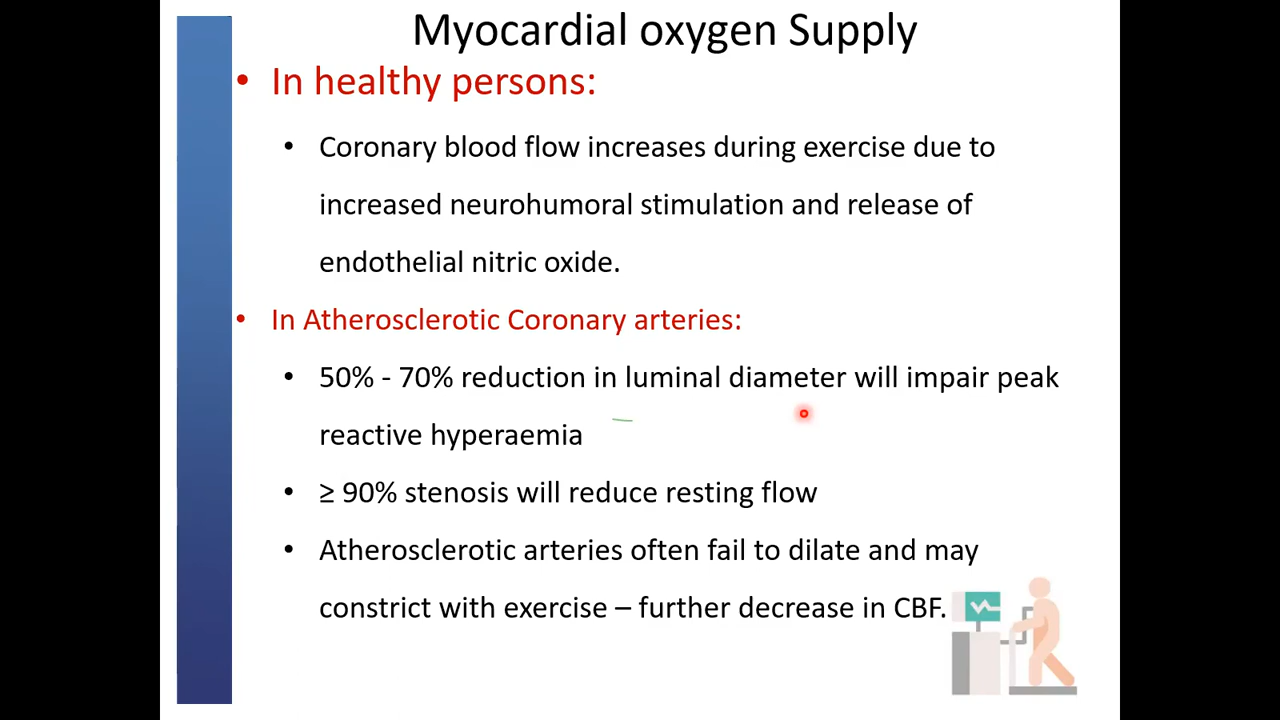 Myocardial oxygen Supply
• In healthy persons:
• Coronary blood flow increases during exercise due to
increased neurohumoral stimulation and release of
endothelial nitric oxide.
• In Atherosclerotic Coronary arteries:
• 50% - 70% reduction in luminal diameter will impair peak
reactive hyperaemia
• ≥ 90% stenosis will reduce resting flow
• Atherosclerotic arteries often fail to dilate and may
constrict with exercise – further decrease in CBF.